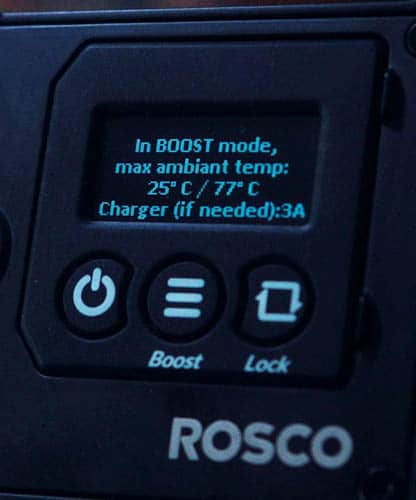 In BOOST mode,
max ambiant temp:
25° C / 77° C
Charger (if needed):3A
Boost Lock
ROSCO